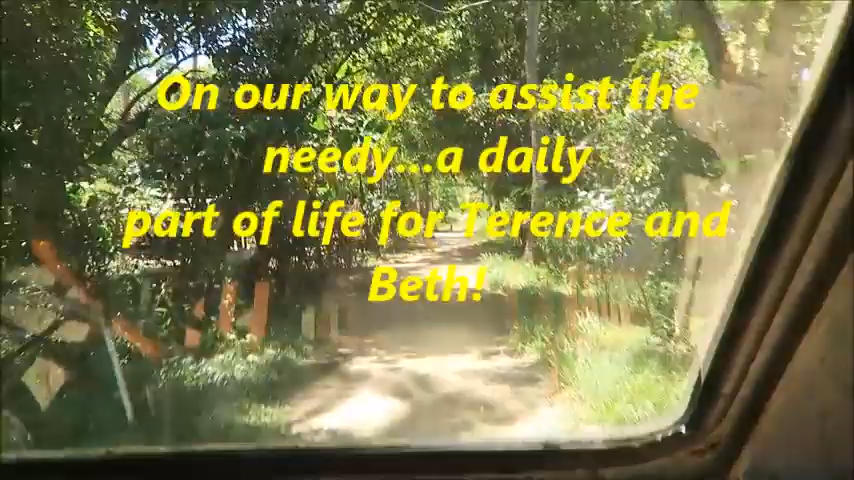 On our way to assist the
needy...a daily
part of life for Terence and
Beth!